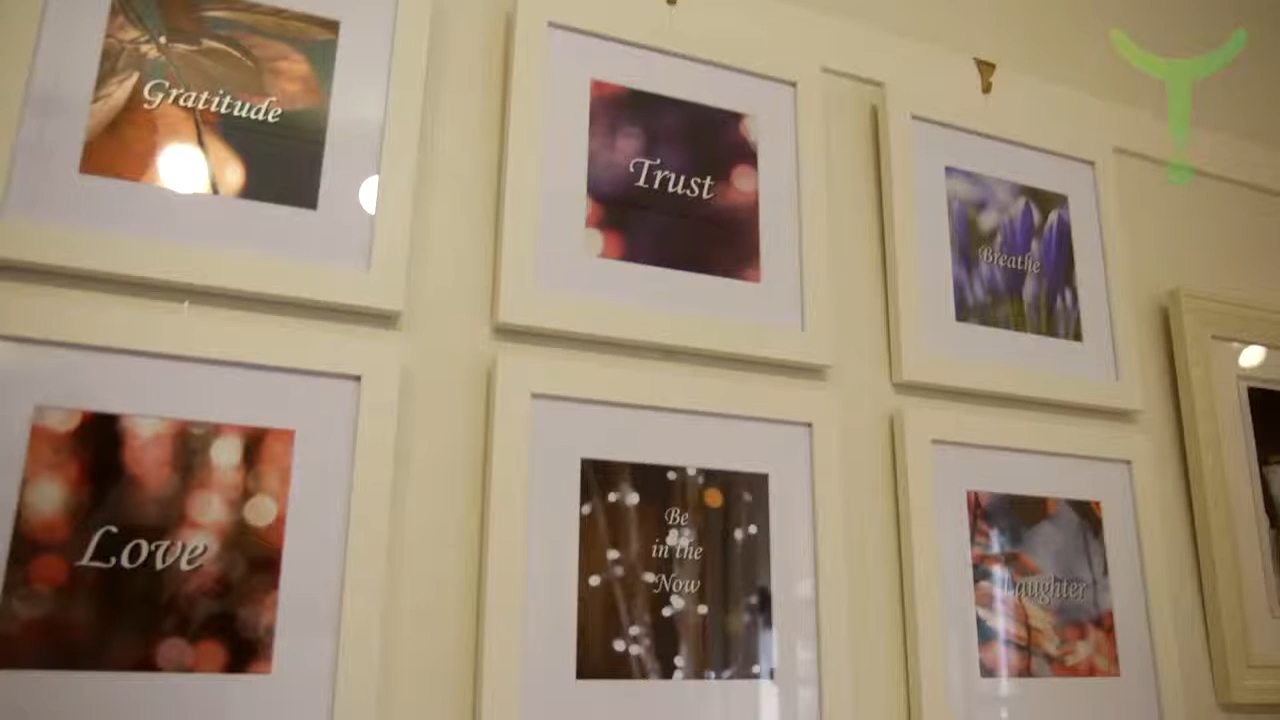 Gratitude
Trust
Breathe
Love
Be
in the
Now
Laughter